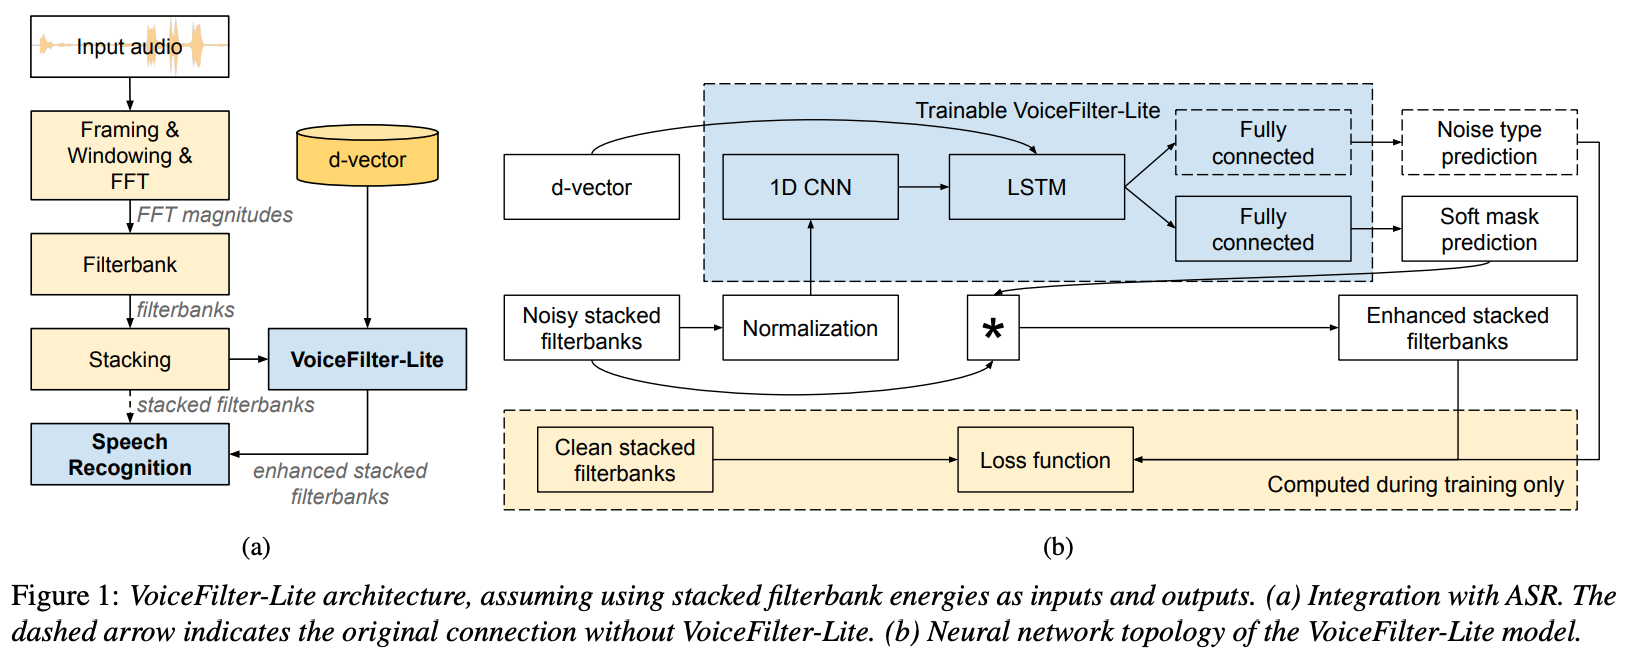 Input audio
Framing &
Windowing &
FFT
FFT magnitudes
Filterbank
filterbanks
Stacking
stacked filterbanks
Speech
Recognition
d-vector
VoiceFilter-Lite
enhanced stacked
filterbanks
(a)
Trainable VoiceFilter-Lite
d-vector
1D CNN
LSTM
Fully
connected
Noise type
prediction
Fully
connected
Soft mask
prediction
Noisy stacked
filterbanks
Normalization
*
Enhanced stacked
filterbanks
Clean stacked
filterbanks
Loss function
Computed during training only
(b)
Figure 1: VoiceFilter-Lite architecture, assuming using stacked filterbank energies as inputs and outputs. (a) Integration with ASR. The
dashed arrow indicates the original connection without VoiceFilter-Lite. (b) Neural network topology of the VoiceFilter-Lite model.